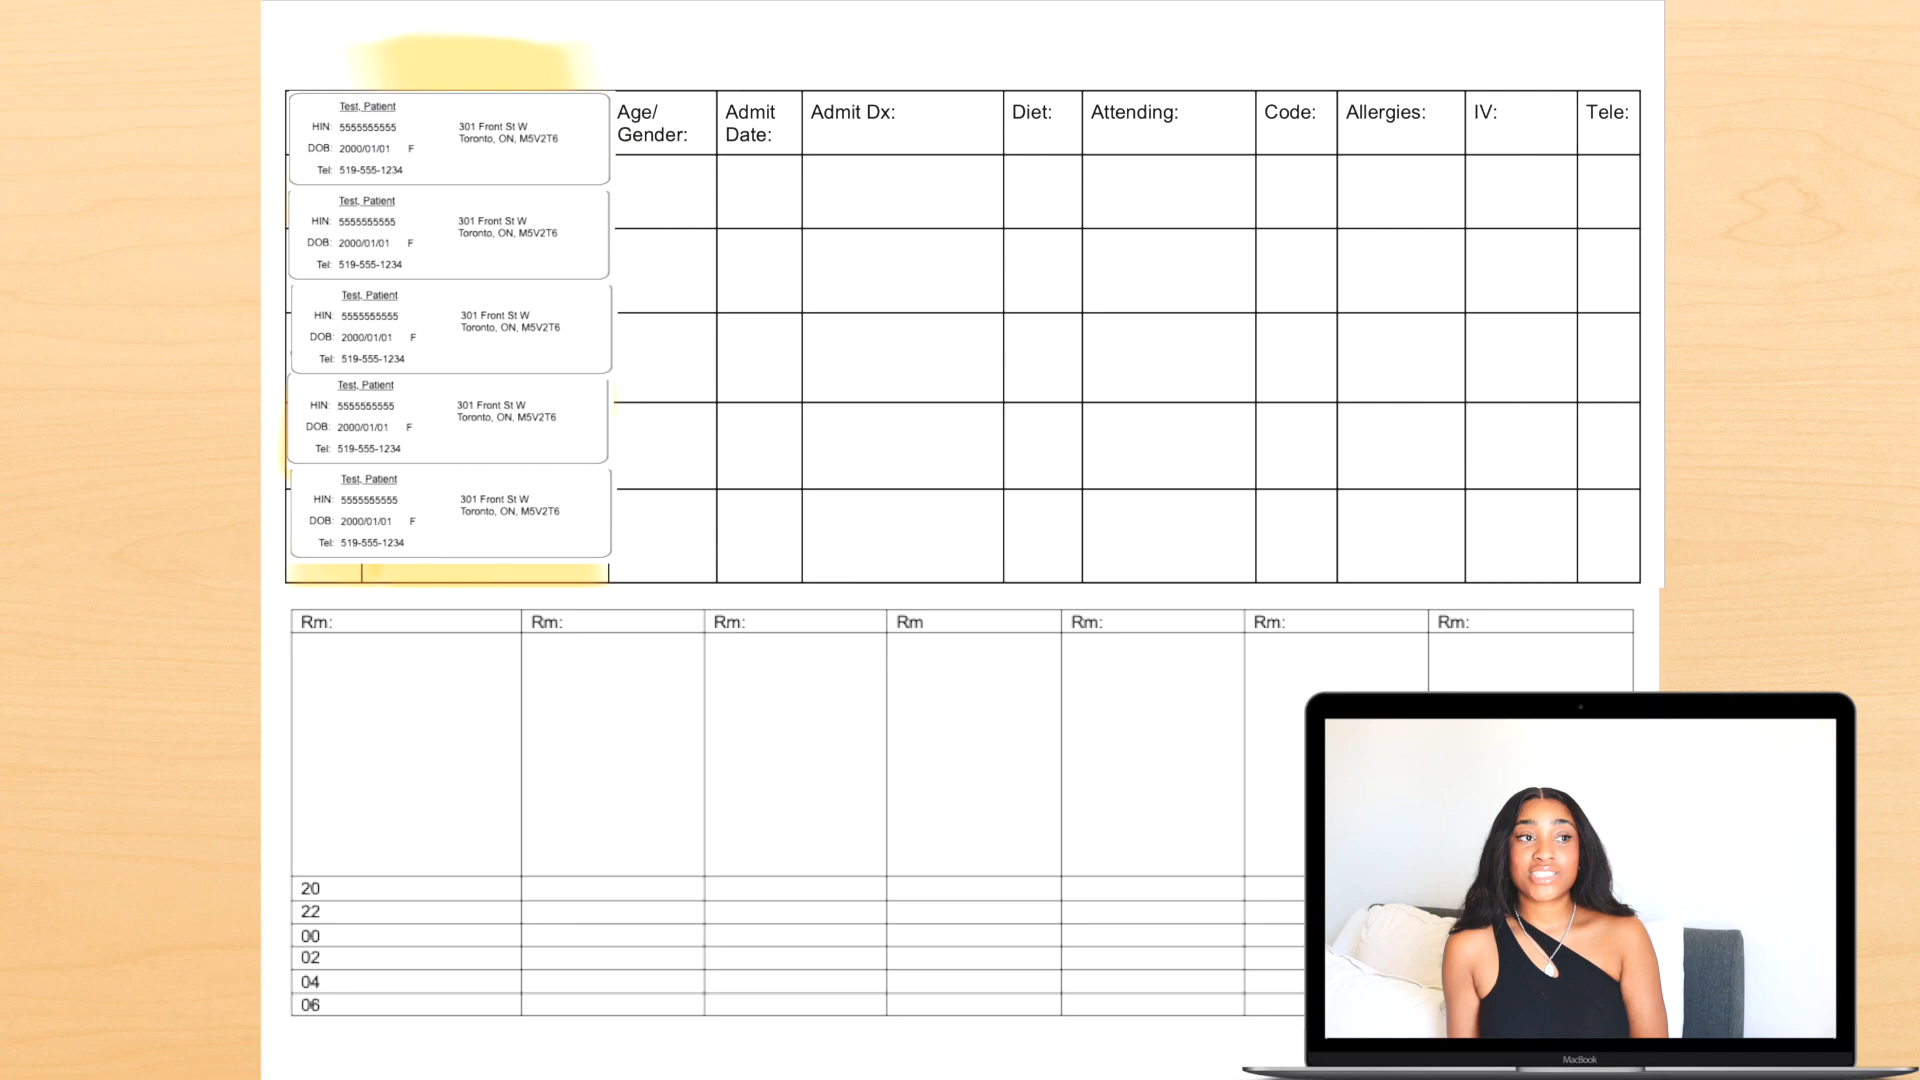 Test, Patient
HIN: 5555555555
301 Front St W
Toronto, ON, M5V2T6
DOB: 2000/01/01 F
Tel: 519-555-1234
Age/
Gender:
Admit
Date:
Admit Dx:
Diet:
Attending:
Code:
Allergies:
IV:
Tele:
Test, Patient
HIN: 5555555555
301 Front St W
Toronto, ON, M5V2T6
DOB: 2000/01/01 F
Tel: 519-555-1234
Test, Patient
HIN: 5555555555
301 Front St W
Toronto, ON, M5V2T6
DOB: 2000/01/01 F
Tel: 519-555-1234
Test, Patient
HIN: 5555555555
301 Front St W
Toronto, ON, M5V2T6
DOB: 2000/01/01 F
Tel: 519-555-1234
Test, Patient
HIN: 5555555555
301 Front St W
Toronto, ON, M5V2T6
DOB: 2000/01/01 F
Tel: 519-555-1234
Rm: Rm: Rm: Rm Rm: Rm: Rm:
20
22
00
02
04
06
MacBook